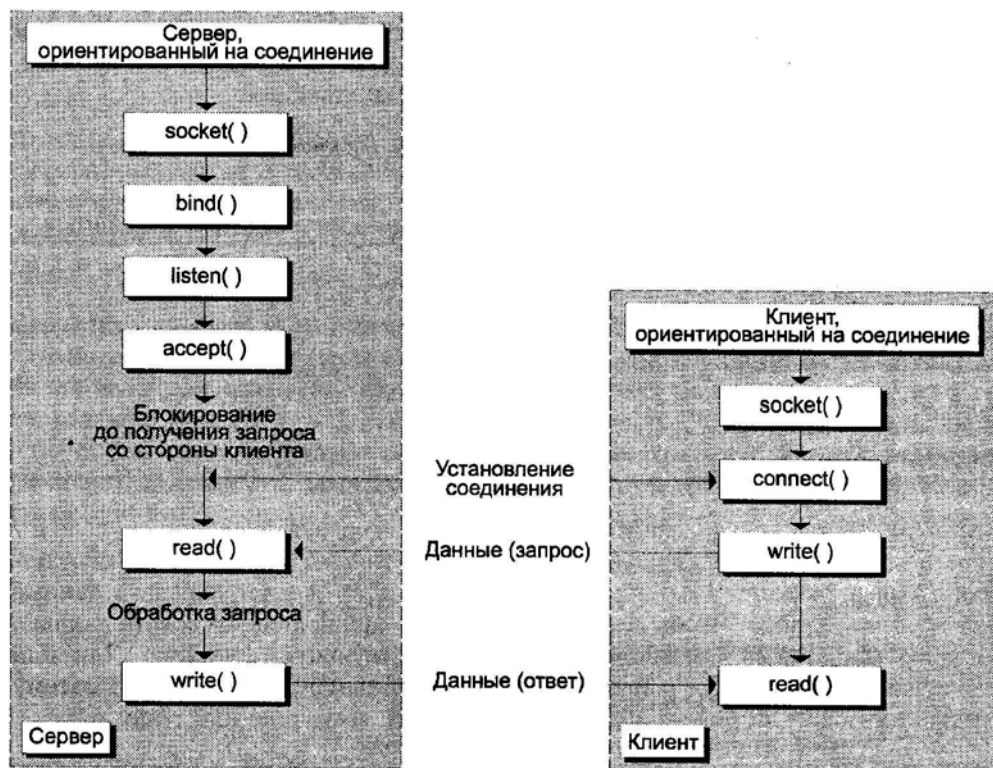 Сервер,
ориентированный на соединение
socket( )
bind( )
listen( )
accept( )
Блокирование
до получения запроса
со стороны клиента
read( )
Обработка запроса
write( )
Сервер
Установление
соединения
Данные (запрос)
Данные (ответ)
Клиент,
ориентированный на соединение
socket( )
connect( )
write( )
read( )
Клиент